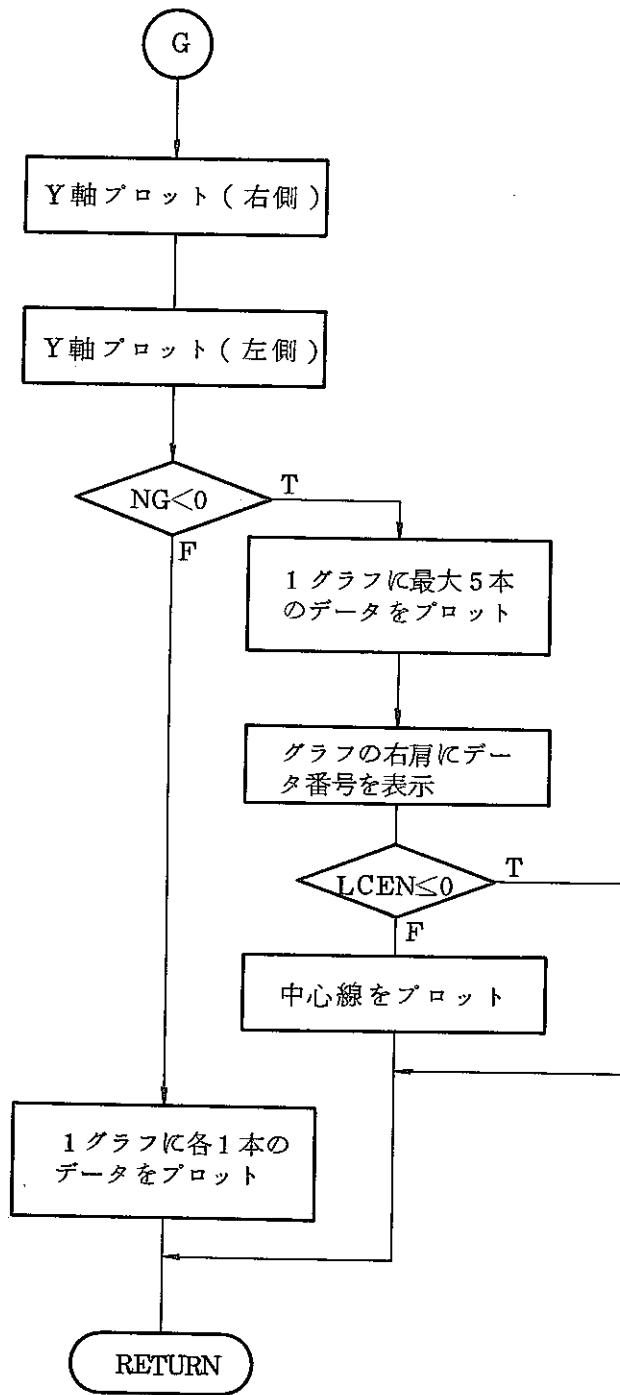 G
Y軸プロット(右側)
Y軸プロット(左側)
NG<0
T
F
1グラフに最大5本
のデータをプロット
グラフの右肩にデー
タ番号を表示
LCEN≤0
T
F
中心線をプロット
1グラフに各1本の
データをプロット
RETURN